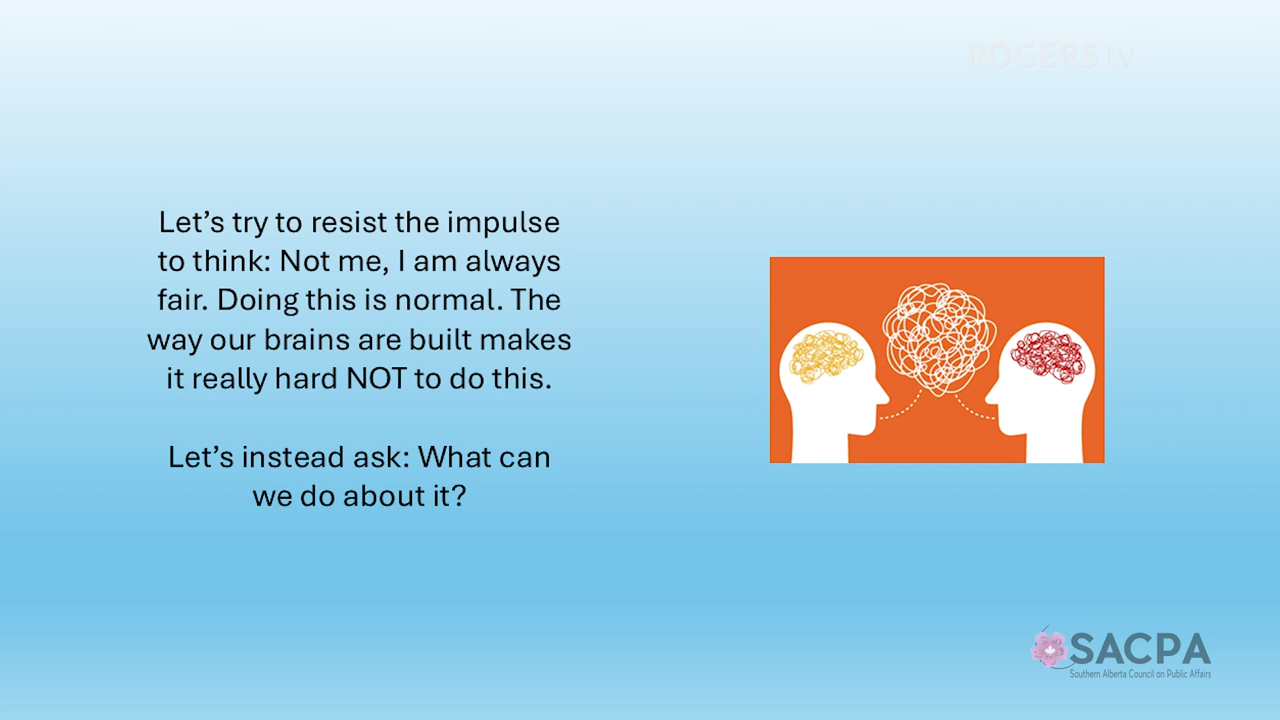 ROGERS tv
Let’s try to resist the impulse
to think: Not me, I am always
fair. Doing this is normal. The
way our brains are built makes
it really hard NOT to do this.
Let’s instead ask: What can
we do about it?
SACPA
Southern Alberta Council on Public Affairs